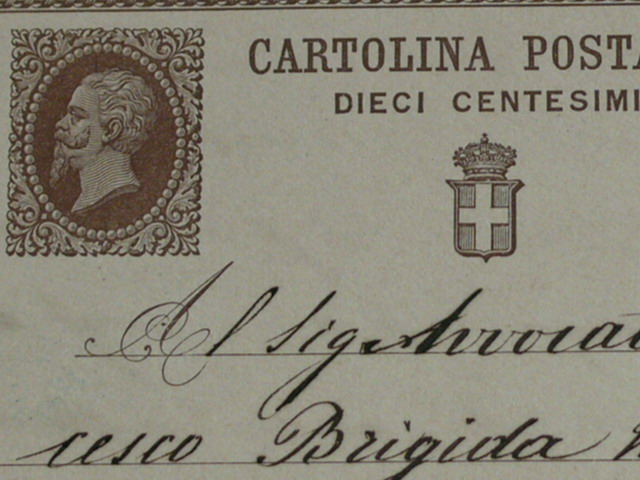 CARTOLINA POSTA
DIECI CENTESIMI
Al Sig. Avvocat
cesco Brigida